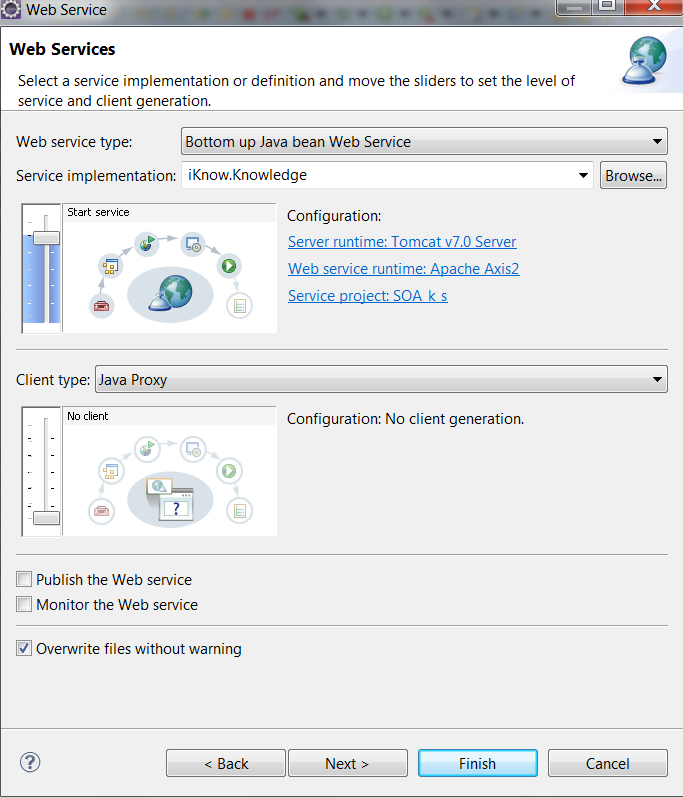 Web Service
Web Services
Select a service implementation or definition and move the sliders to set the level of
service and client generation.
Web service type: Bottom up Java bean Web Service
Service implementation: iKnow.Knowledge Browse...
Start service
Configuration:
Server runtime: Tomcat v7.0 Server
Web service runtime: Apache Axis2
Service project: SOA_k_s
Client type: Java Proxy
No client
Configuration: No client generation.
?
Publish the Web service
Monitor the Web service
Overwrite files without warning
? < Back Next > Finish Cancel